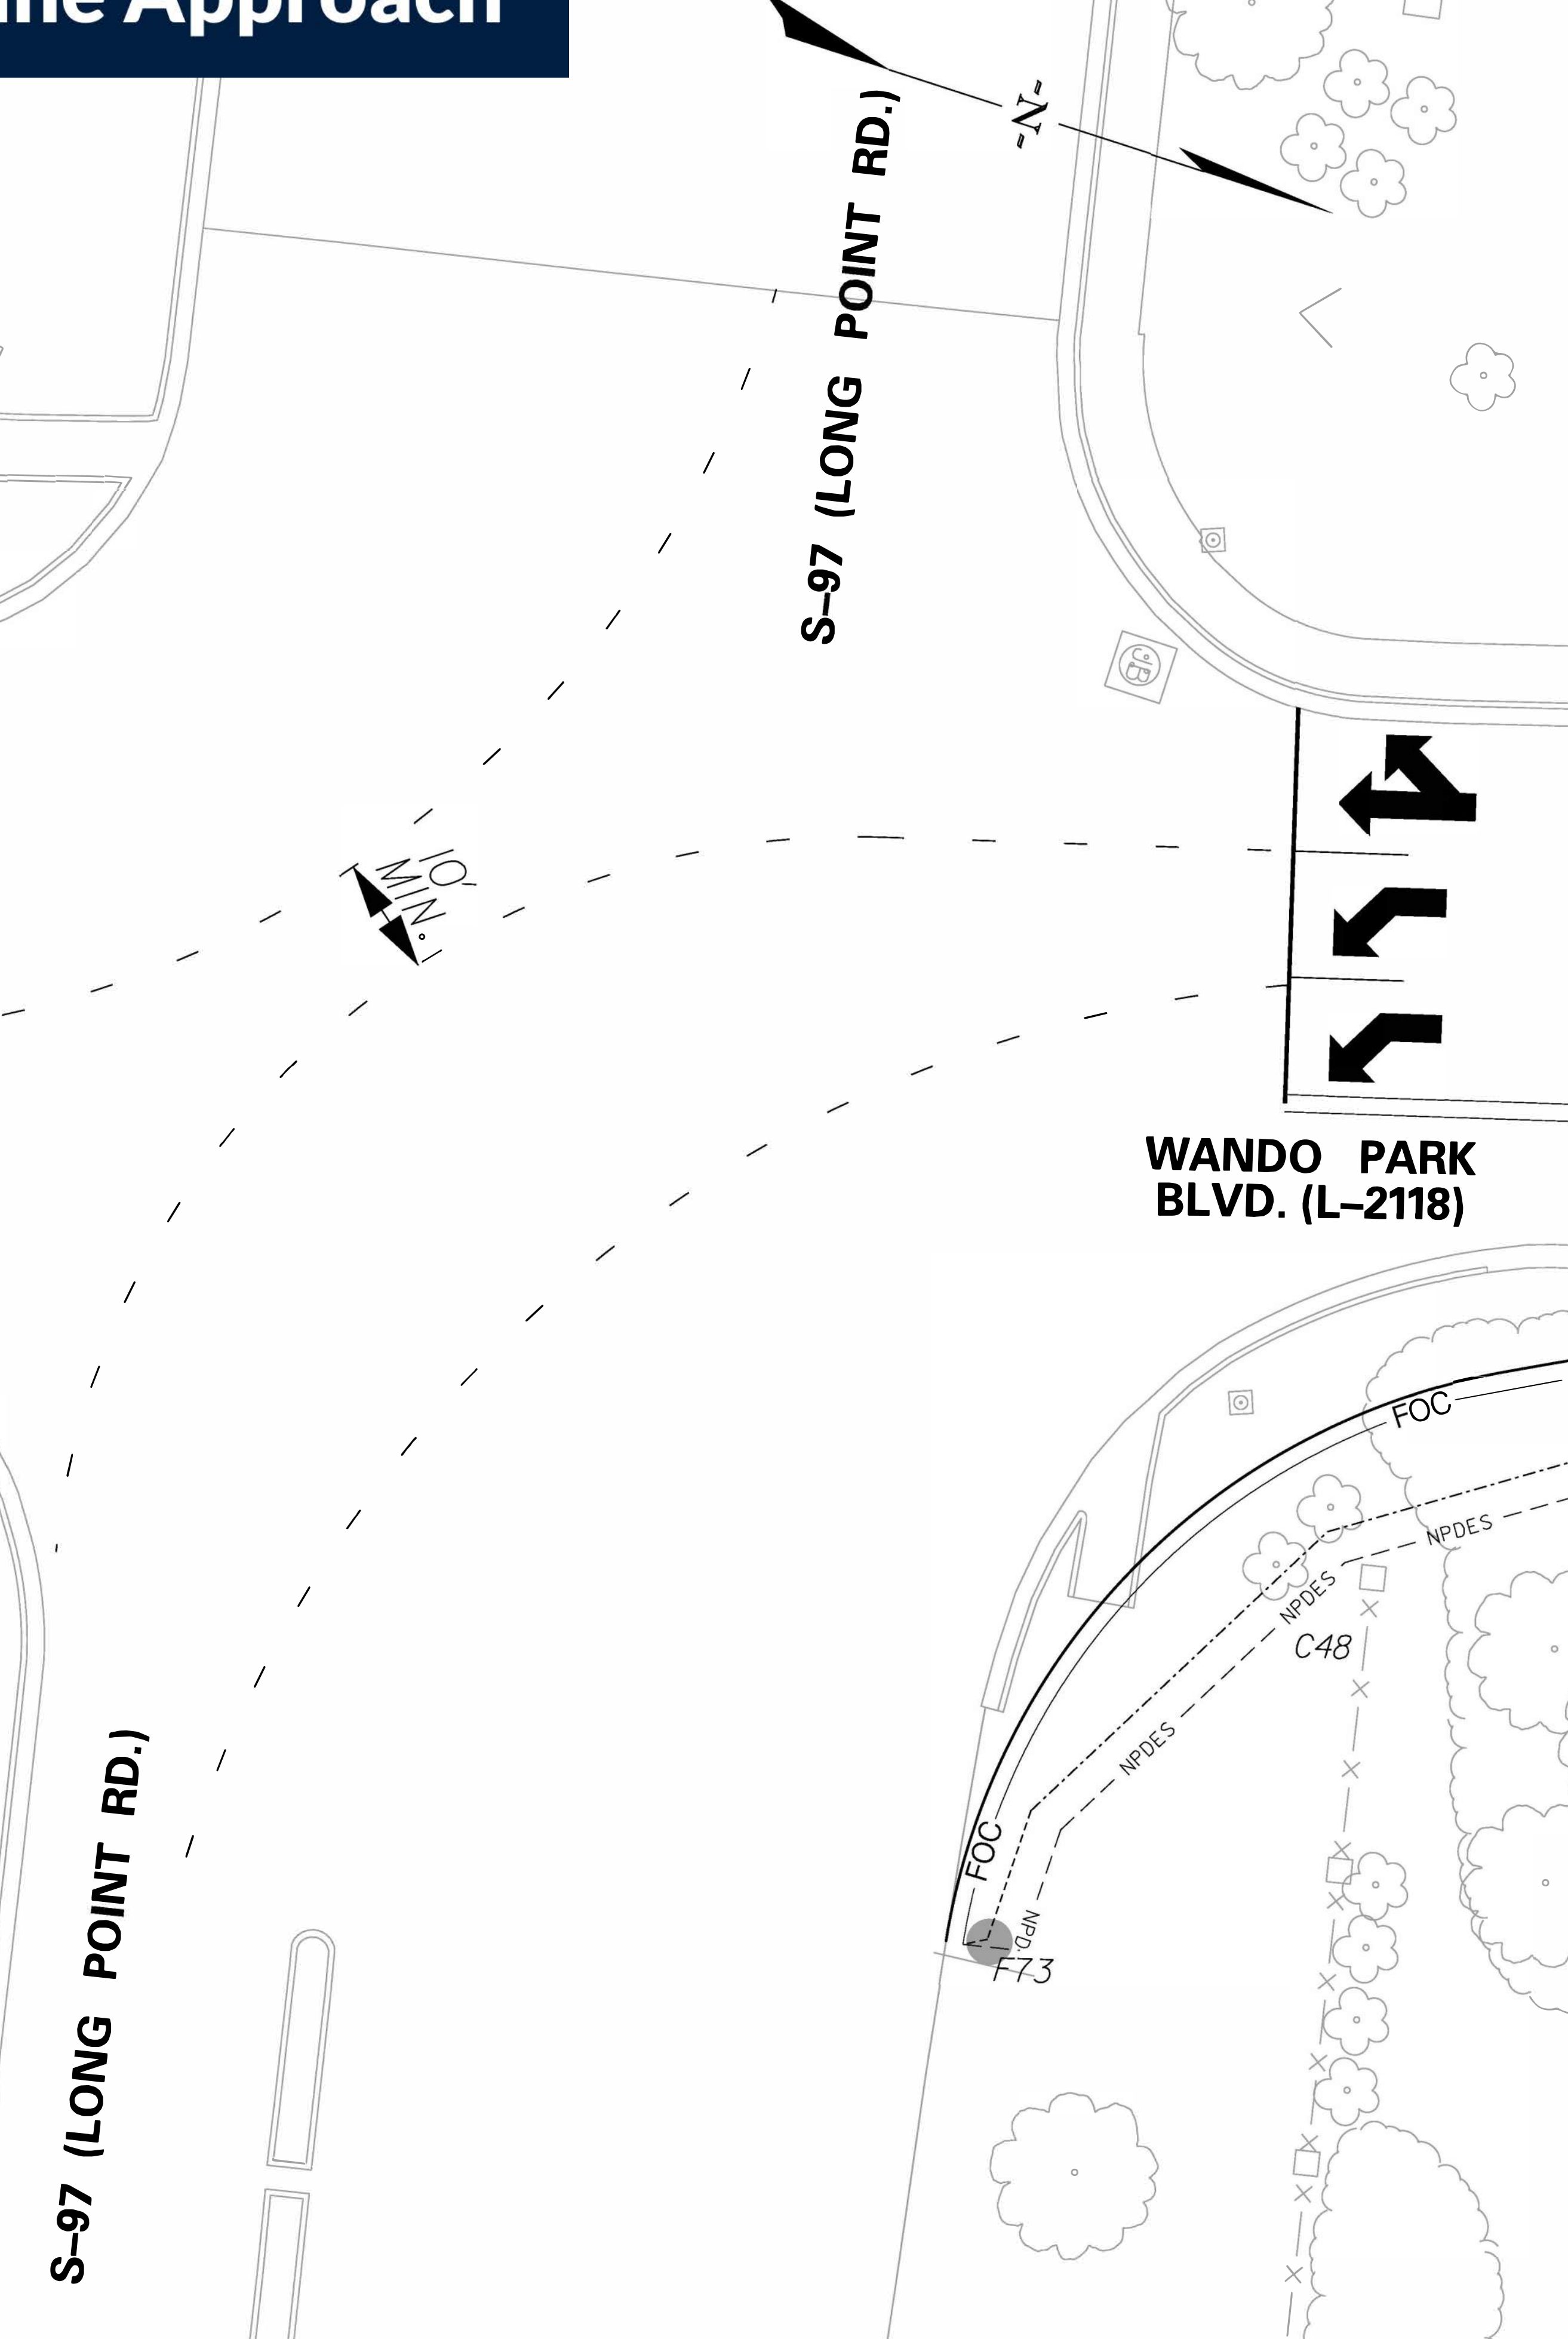 ne Approach
-N-
S-97 (LONG POINT RD.)
10'
MIN.
WANDO PARK
BLVD. (L-2118)
FOC
NPDES
NPDES
C48
NPDES
FOC
NPD.
F73
S-97 (LONG POINT RD.)